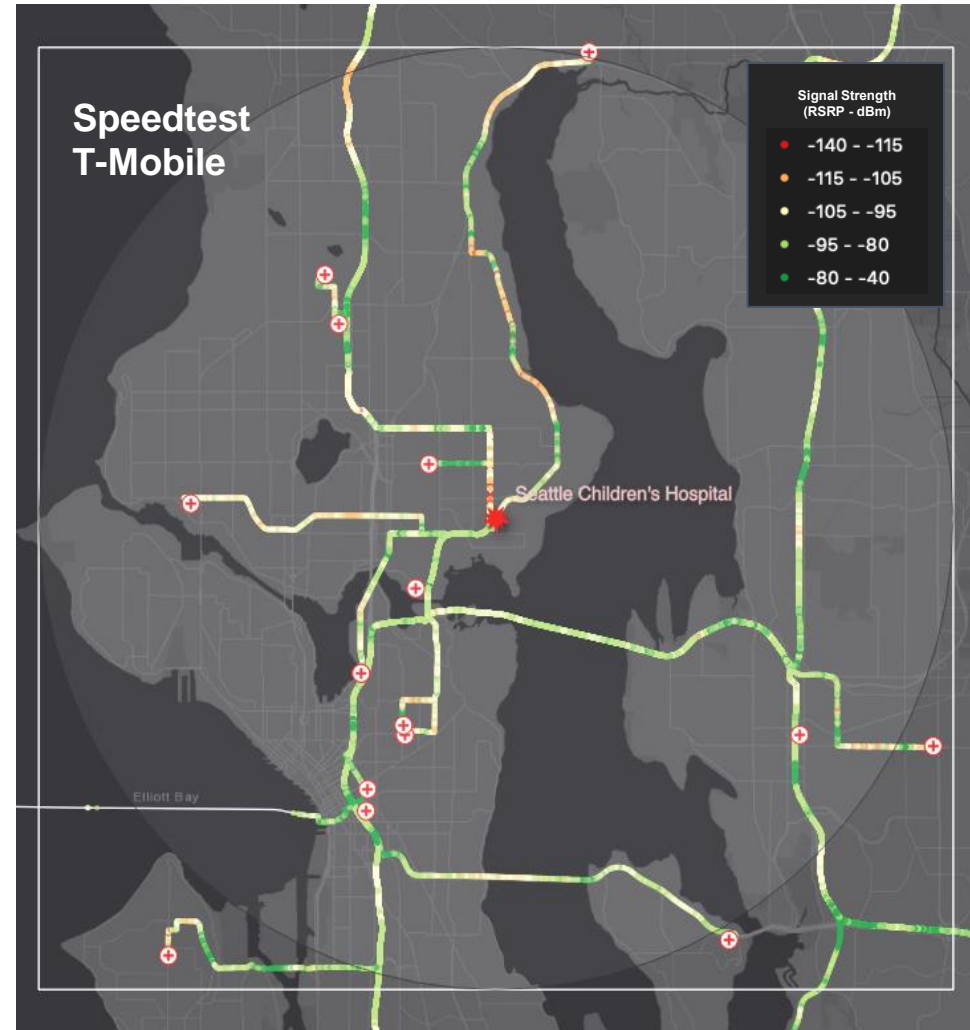 Speedtest
T-Mobile
Signal Strength
(RSRP - dBm)
-140 - -115
-115 - -105
-105 - -95
-95 - -80
-80 - -40
Seattle Children's Hospital
Elliott Bay